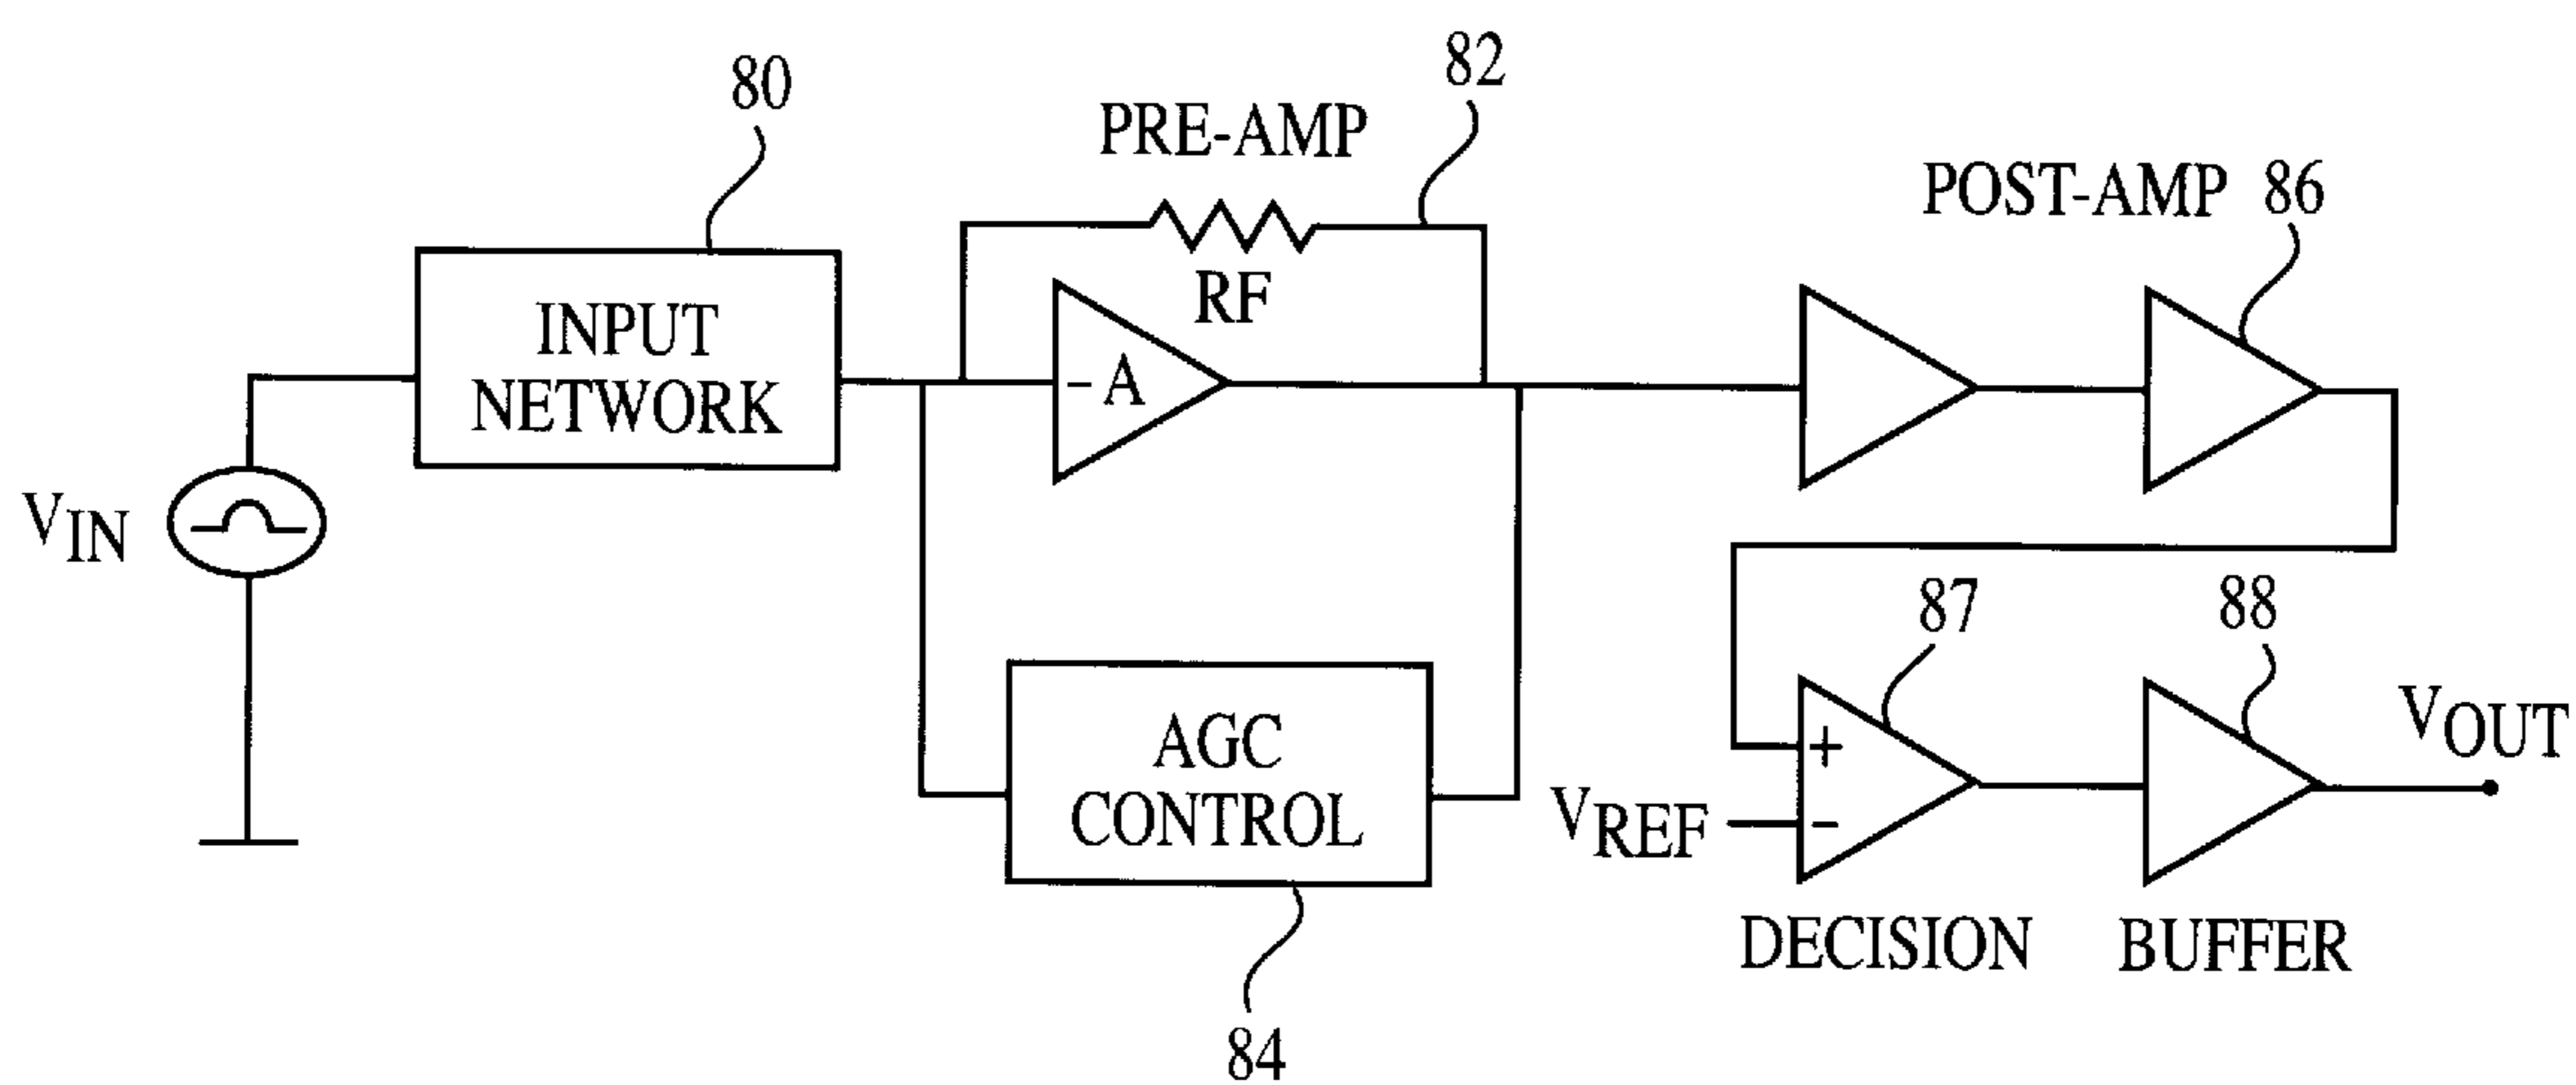 80
82
PRE-AMP
POST-AMP 86
RF
INPUT
NETWORK
- A
VIN
87
88
VOUT
AGC
CONTROL
+
VREF
-
DECISION
BUFFER
84